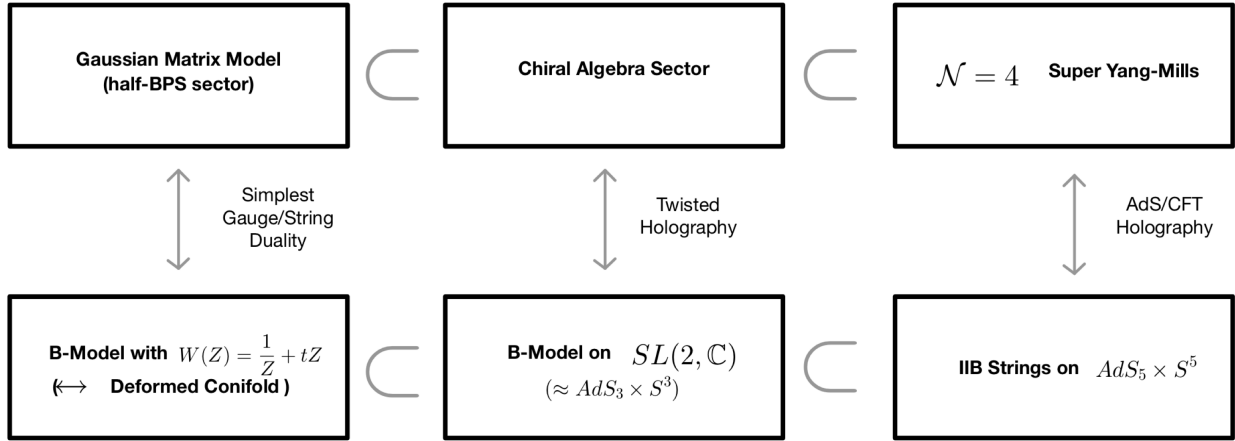 Gaussian Matrix Model
(half-BPS sector)
Chiral Algebra Sector
𝒩 = 4 Super Yang-Mills
Simplest
Gauge/String
Duality
Twisted
Holography
AdS/CFT
Holography
B-Model with W(Z) = 1/Z + tZ
(⟷ Deformed Conifold )
B-Model on SL(2, ℂ)
(≈ AdS₃ × S³)
IIB Strings on AdS₅ × S⁵